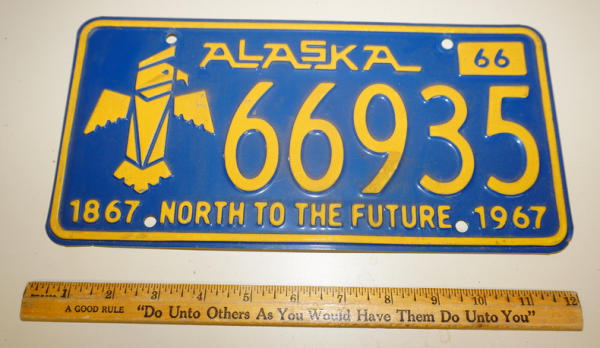 ALASKA 66
66935
1867 NORTH TO THE FUTURE 1967
1 2 3 4 5 6 7 8 9 10 11 12
A GOOD RULE "Do Unto Others As You Would Have Them Do Unto You"